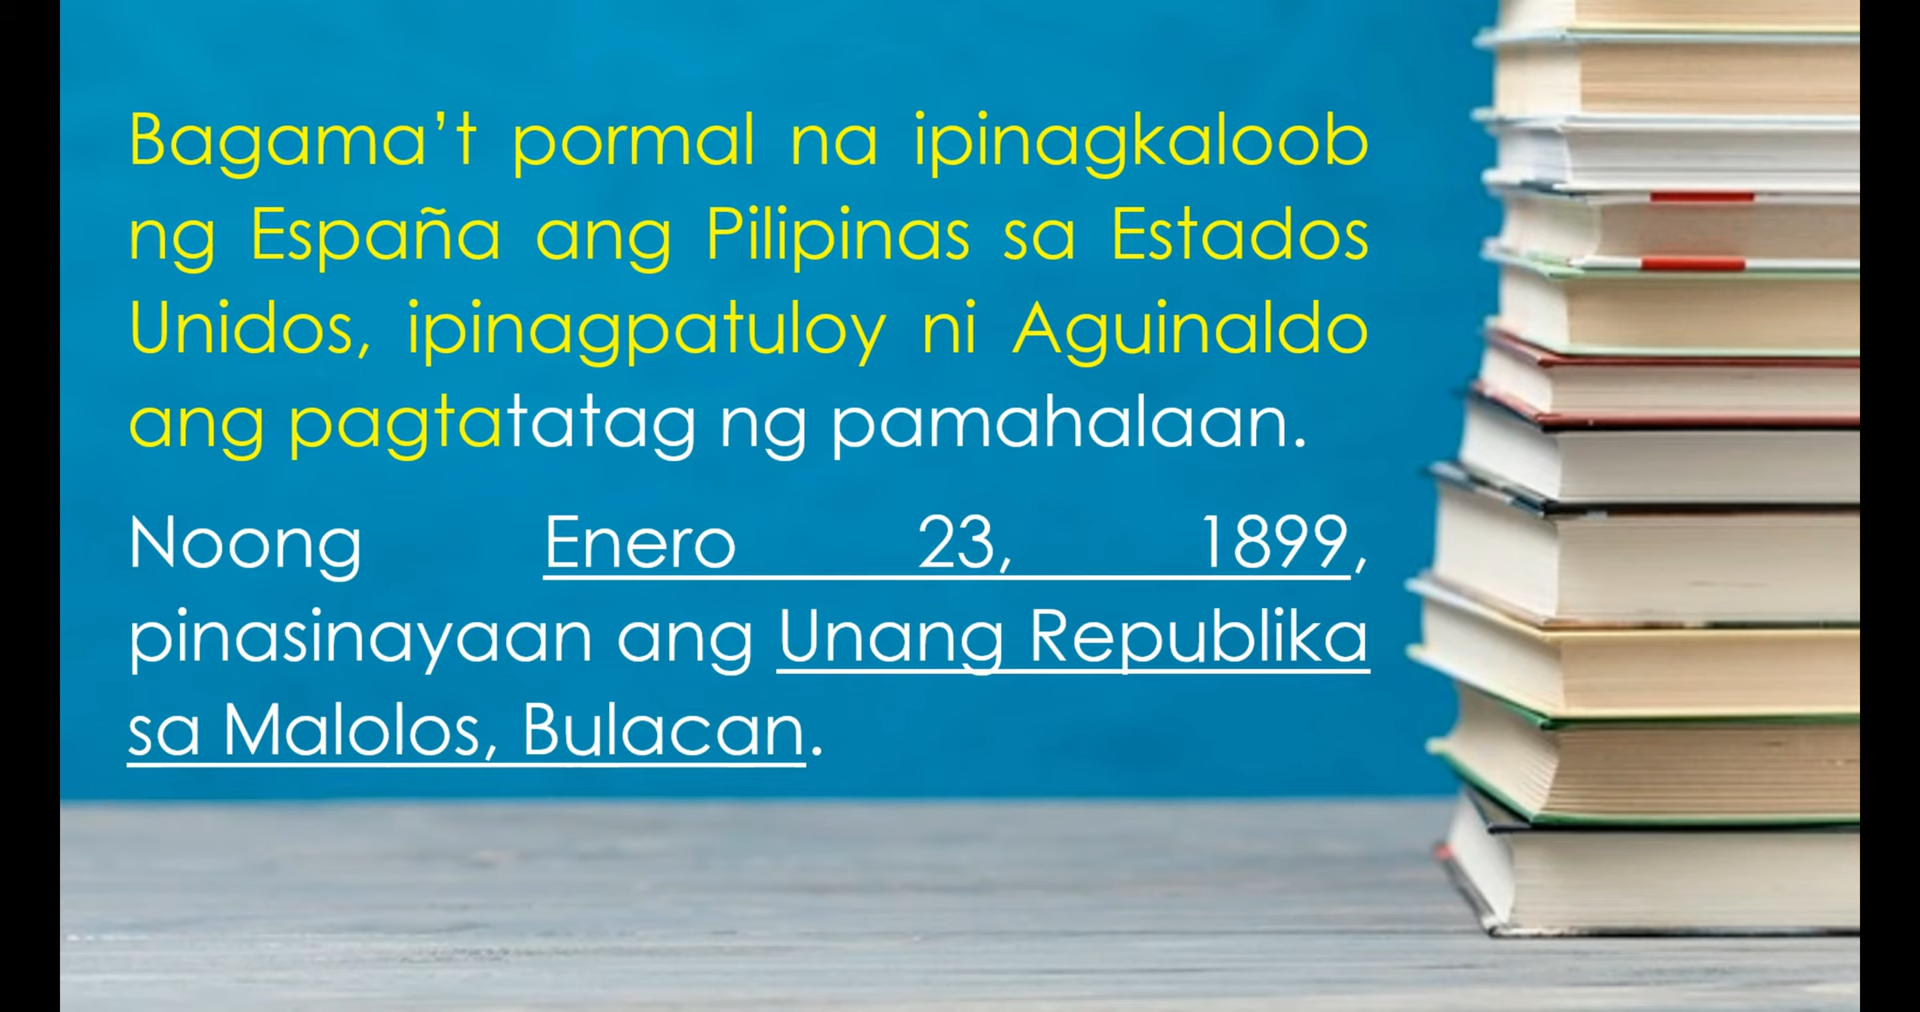 Bagama’t pormal na ipinagkaloob
ng España ang Pilipinas sa Estados
Unidos, ipinagpatuloy ni Aguinaldo
ang pagtatatag ng pamahalaan.
Noong Enero 23, 1899,
pinasinayaan ang Unang Republika
sa Malolos, Bulacan.